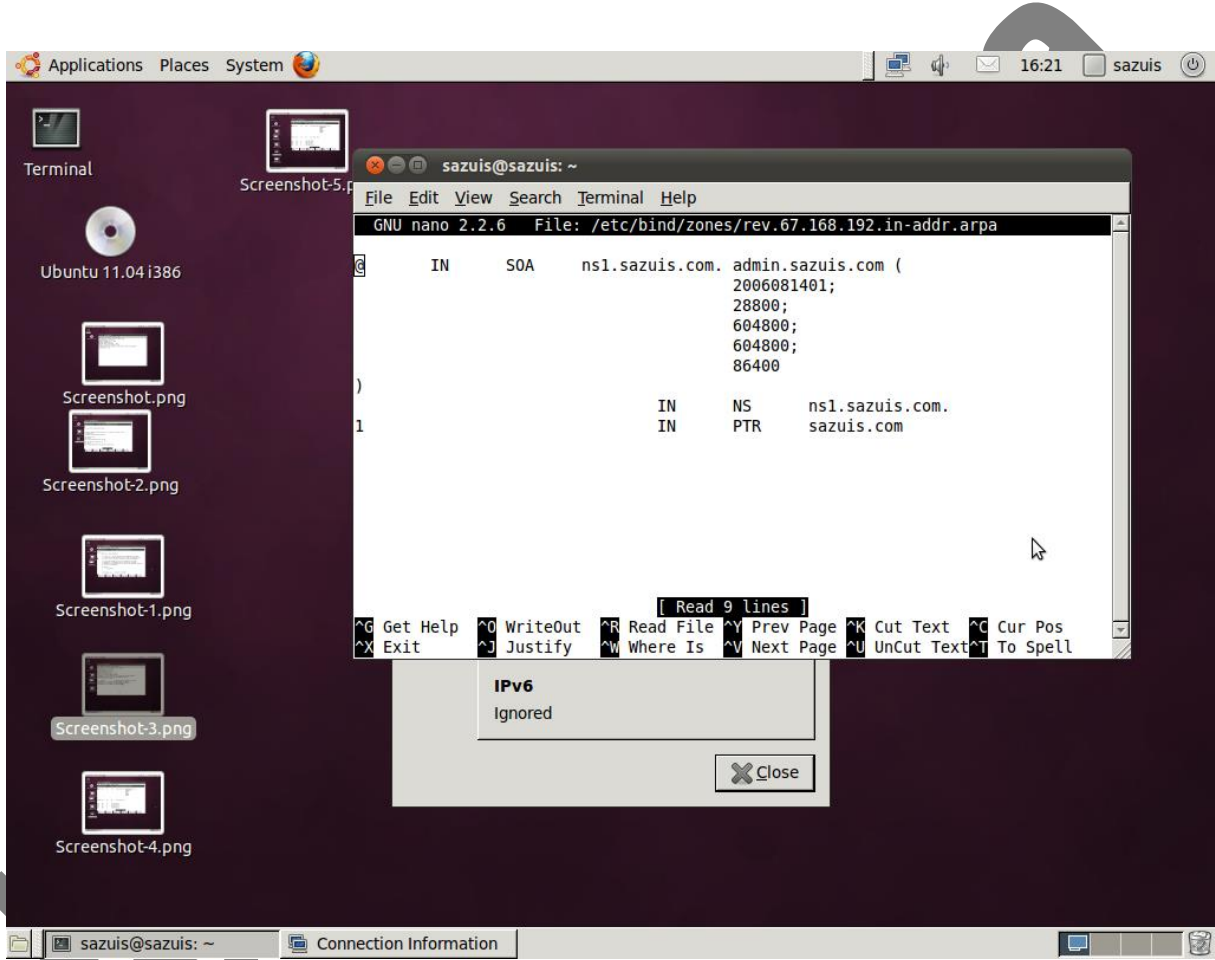 Applications Places System 16:21 sazuis
Terminal
Screenshot-5.p
Ubuntu 11.04 i386
Screenshot.png
Screenshot-2.png
Screenshot-1.png
Screenshot-3.png
Screenshot-4.png
sazuis@sazuis: ~
File Edit View Search Terminal Help
GNU nano 2.2.6 File: /etc/bind/zones/rev.67.168.192.in-addr.arpa
@ IN SOA ns1.sazuis.com. admin.sazuis.com (
2006081401;
28800;
604800;
604800;
86400
)
IN NS ns1.sazuis.com.
1 IN PTR sazuis.com
[ Read 9 lines ]
^G Get Help ^O WriteOut ^R Read File ^Y Prev Page ^K Cut Text ^C Cur Pos
^X Exit ^J Justify ^W Where Is ^V Next Page ^U UnCut Text ^T To Spell
IPv6
Ignored
Close
sazuis@sazuis: ~ Connection Information